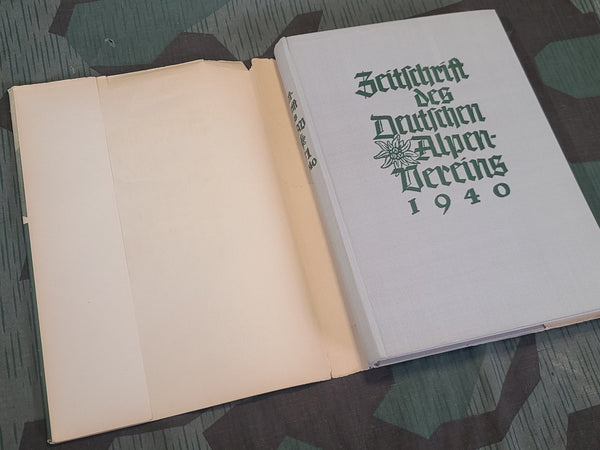 Zeitschrift
des
Deutschen
Alpen-
Vereins
1940